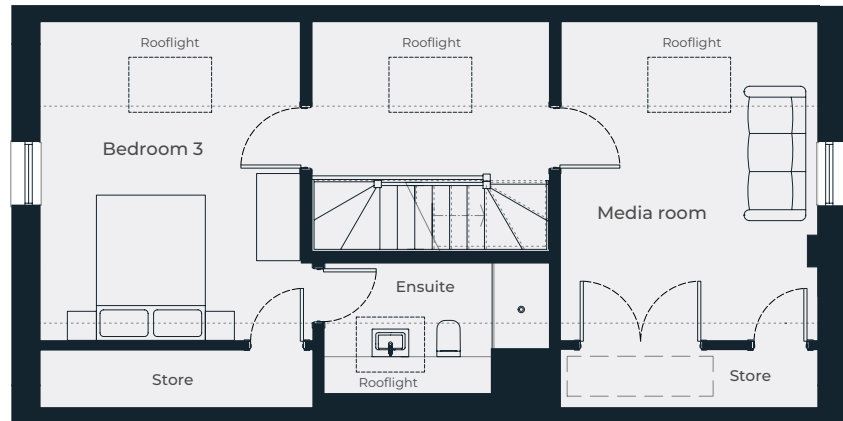 Rooflight
Rooflight
Rooflight
Bedroom 3
Media room
Ensuite
Store
Rooflight
Store